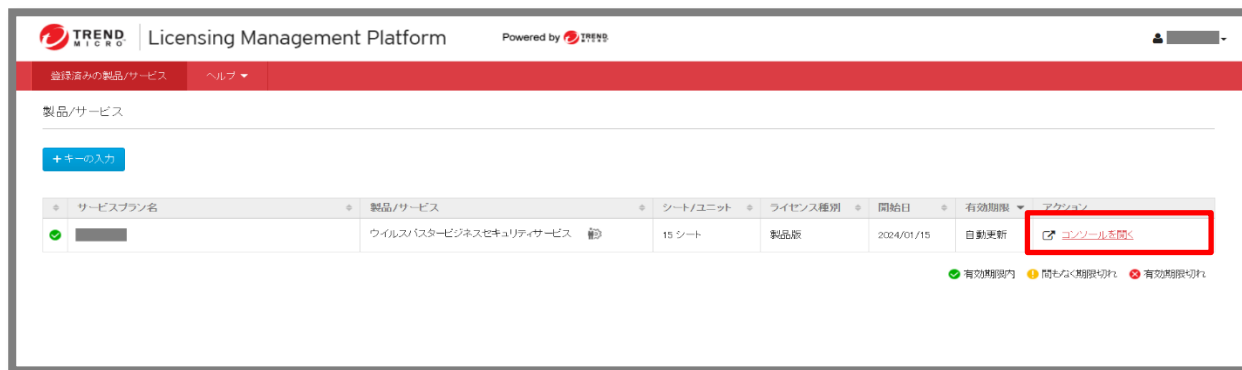 TREND MICRO Licensing Management Platform Powered by TREND MICRO
登録済みの製品/サービス ヘルプ
製品/サービス
+キーの入力
サービスプラン名 製品/サービス シート/ユニット ライセンス種別 開始日 有効期限 アクション
ウイルスバスタービジネスセキュリティサービス 15 シート 製品版 2024/01/15 自動更新 コンソールを開く
有効期限内 間もなく期限切れ 有効期限切れ